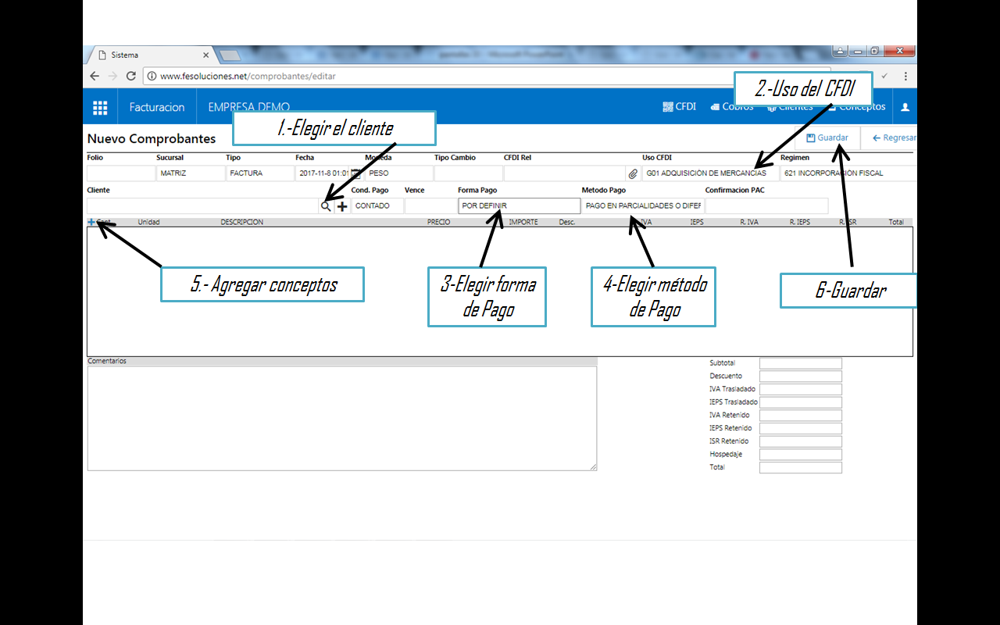 Sistema
www.fesoluciones.net/comprobantes/editar
2.-Uso del CFDI
Facturacion EMPRESA DEMO CFDI Cobros Clientes Conceptos
1.-Elegir el cliente
Nuevo Comprobantes Guardar Regresar
Folio Sucursal Tipo Fecha Moneda Tipo Cambio CFDI Rel Uso CFDI Regimen
MATRIZ FACTURA 2017-11-8 01:01 PESO G01 ADQUISICIÓN DE MERCANCIAS 621 INCORPORACIÓN FISCAL
Cliente Cond. Pago Vence Forma Pago Metodo Pago Confirmacion PAC
CONTADO POR DEFINIR PAGO EN PARCIALIDADES O DIFER
Cant. Unidad DESCRIPCION PRECIO IMPORTE Desc. IVA IEPS R. IVA R. IEPS R. ISR Total
5.- Agregar conceptos
3-Elegir forma
de Pago
4-Elegir método
de Pago
6-Guardar
Comentarios
Subtotal
Descuento
IVA Trasladado
IEPS Trasladado
IVA Retenido
IEPS Retenido
ISR Retenido
Hospedaje
Total